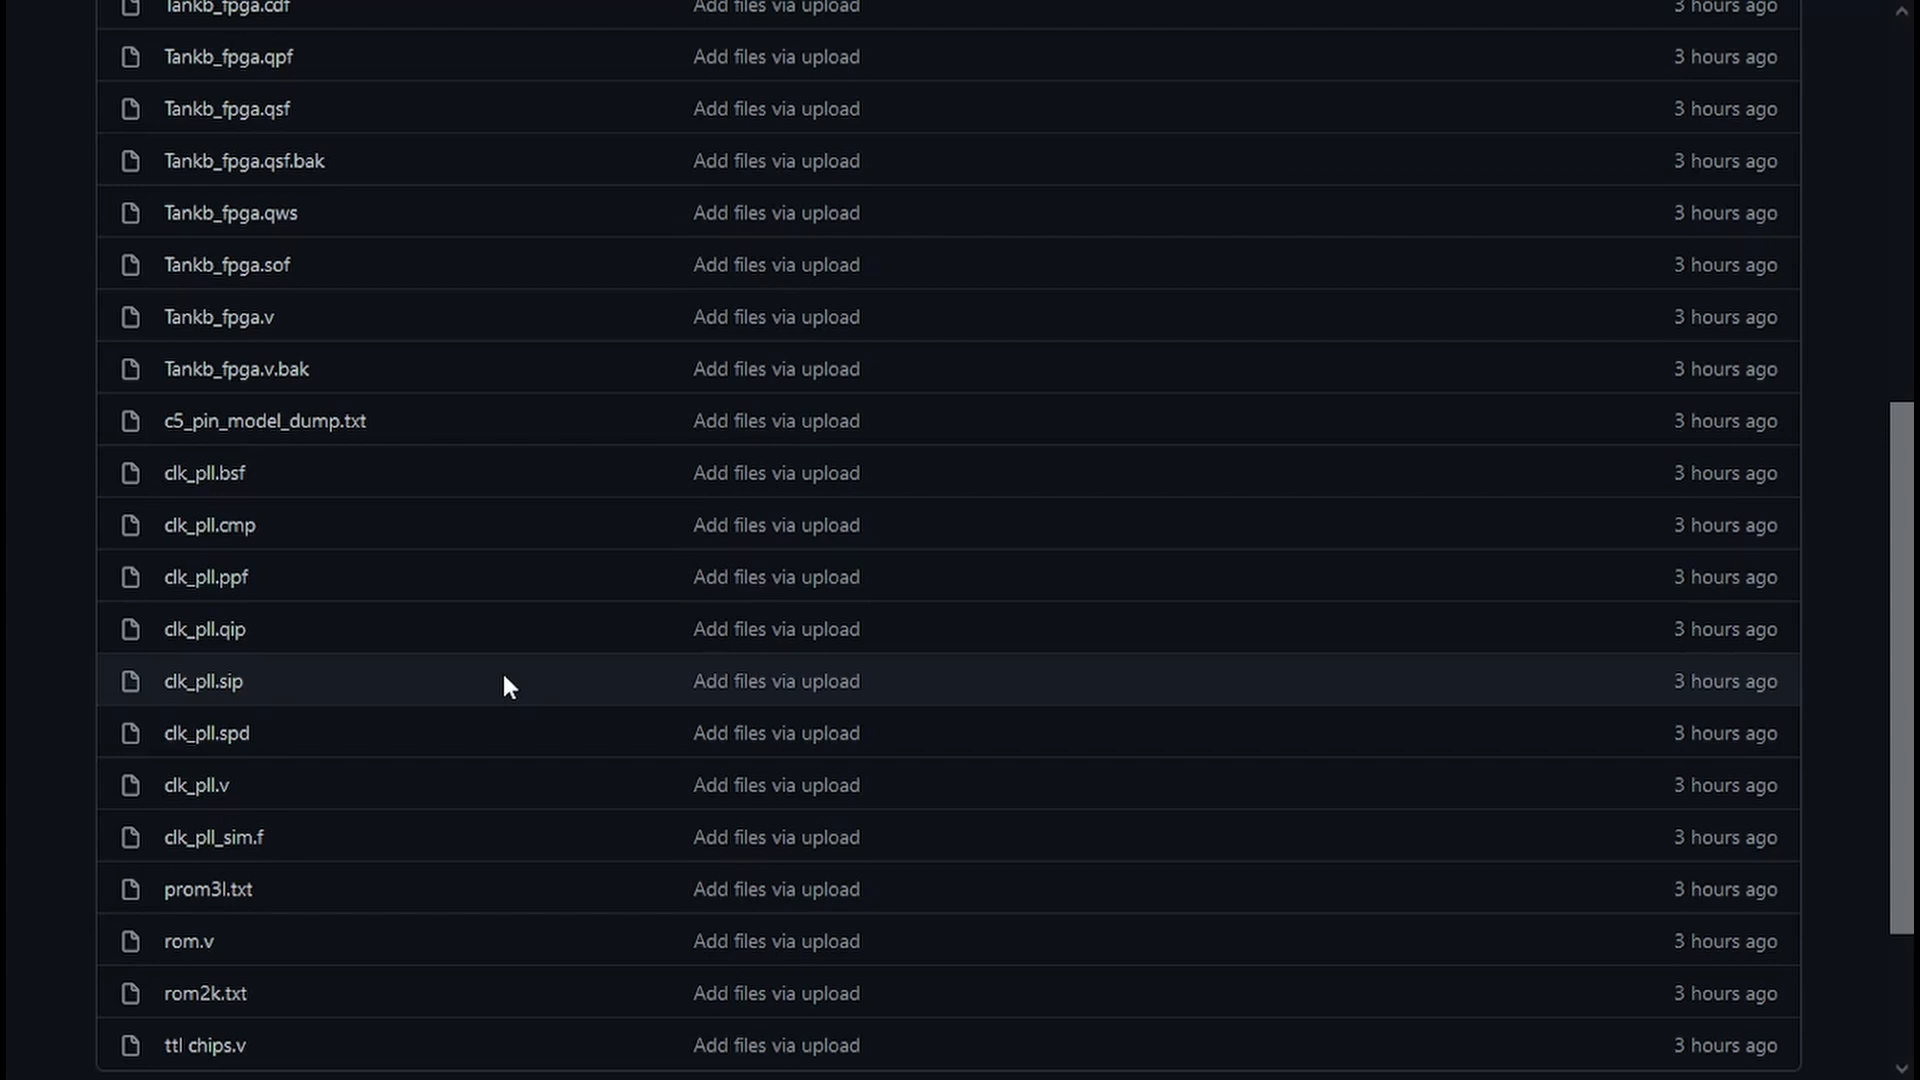 Tankb_fpga.cdf Add files via upload 3 hours ago
Tankb_fpga.qpf Add files via upload 3 hours ago
Tankb_fpga.qsf Add files via upload 3 hours ago
Tankb_fpga.qsf.bak Add files via upload 3 hours ago
Tankb_fpga.qws Add files via upload 3 hours ago
Tankb_fpga.sof Add files via upload 3 hours ago
Tankb_fpga.v Add files via upload 3 hours ago
Tankb_fpga.v.bak Add files via upload 3 hours ago
c5_pin_model_dump.txt Add files via upload 3 hours ago
clk_pll.bsf Add files via upload 3 hours ago
clk_pll.cmp Add files via upload 3 hours ago
clk_pll.ppf Add files via upload 3 hours ago
clk_pll.qip Add files via upload 3 hours ago
clk_pll.sip Add files via upload 3 hours ago
clk_pll.spd Add files via upload 3 hours ago
clk_pll.v Add files via upload 3 hours ago
clk_pll_sim.f Add files via upload 3 hours ago
prom3l.txt Add files via upload 3 hours ago
rom.v Add files via upload 3 hours ago
rom2k.txt Add files via upload 3 hours ago
ttl chips.v Add files via upload 3 hours ago